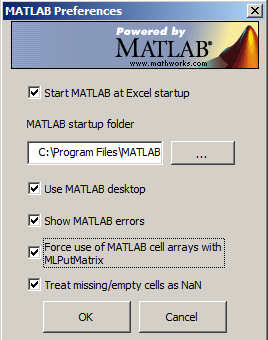 MATLAB Preferences
Powered by
MATLAB®
www.mathworks.com
Start MATLAB at Excel startup
MATLAB startup folder
C:\Program Files\MATLAB
...
Use MATLAB desktop
Show MATLAB errors
Force use of MATLAB cell arrays with
MLPutMatrix
Treat missing/empty cells as NaN
OK
Cancel